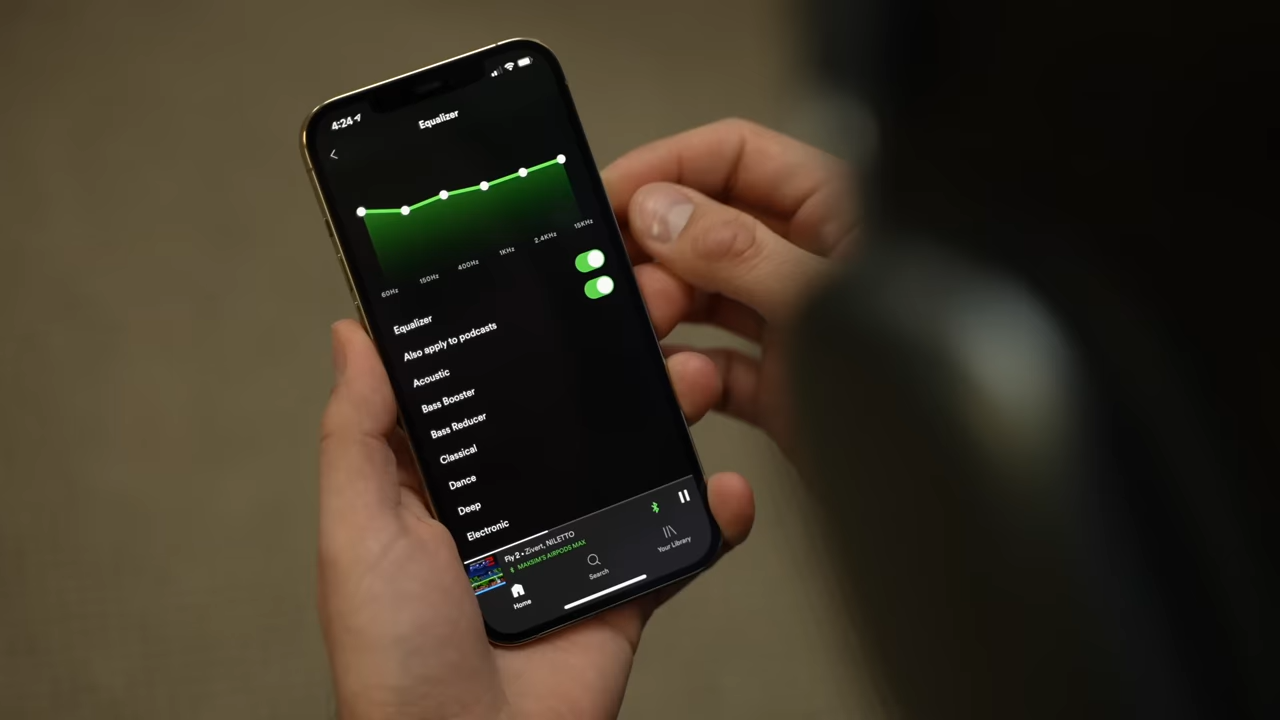 4:24
Equalizer
60Hz 150Hz 400Hz 1KHz 2.4KHz 15KHz
Equalizer
Also apply to podcasts
Acoustic
Bass Booster
Bass Reducer
Classical
Dance
Deep
Electronic
Fly 2 • Zivert, NILETTO
MAKSIM'S AIRPODS MAX
Home Search Your Library